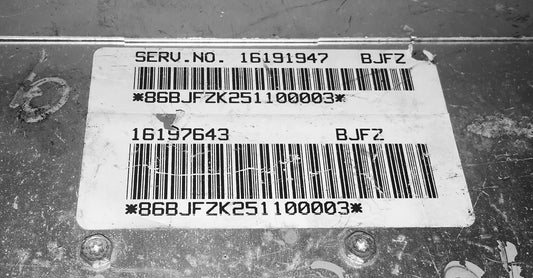 SERV.NO. 16191947 BJFZ
*86BJFZK251100003*
16197643 BJFZ
*86BJFZK251100003*